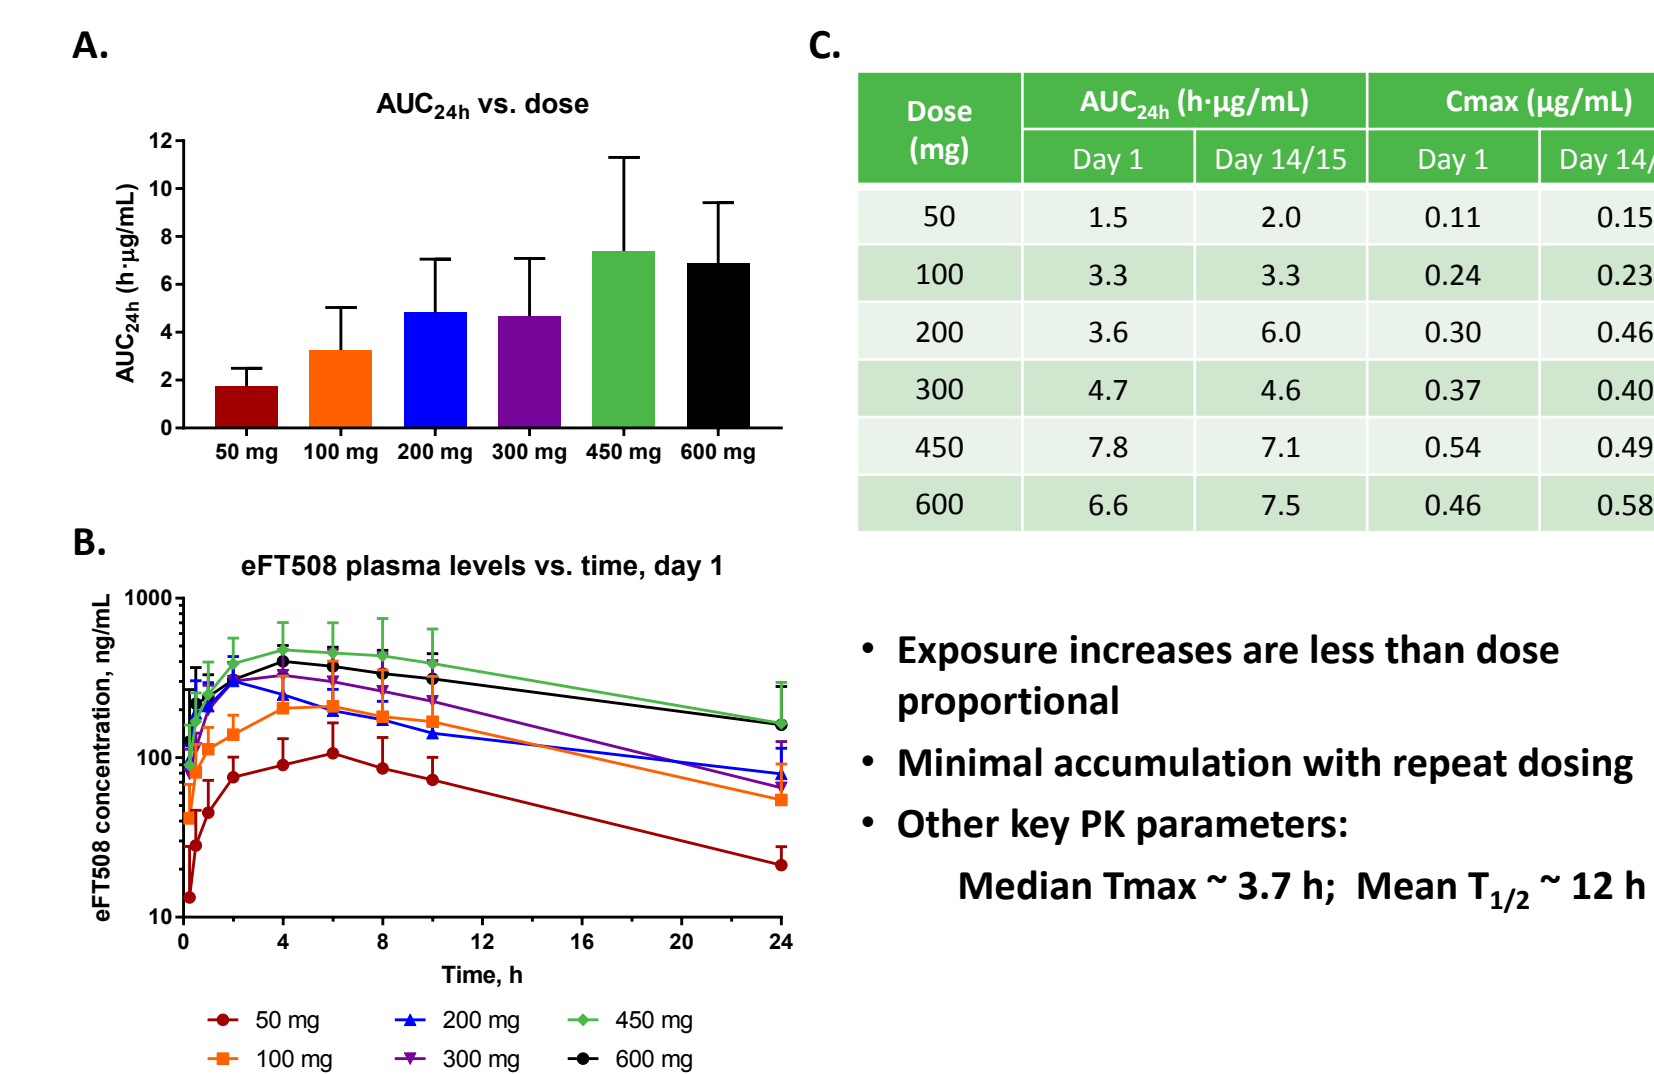 A.
AUC24h vs. dose
AUC24h (h·µg/mL)
12
10
8
6
4
2
0
50 mg 100 mg 200 mg 300 mg 450 mg 600 mg
B.
eFT508 plasma levels vs. time, day 1
eFT508 concentration, ng/mL
1000
100
10
0 4 8 12 16 20 24
Time, h
50 mg 200 mg 450 mg
100 mg 300 mg 600 mg
C.
Dose (mg) AUC24h (h·µg/mL) Cmax (µg/mL)
Day 1 Day 14/15 Day 1 Day 14/
50 1.5 2.0 0.11 0.15
100 3.3 3.3 0.24 0.23
200 3.6 6.0 0.30 0.46
300 4.7 4.6 0.37 0.40
450 7.8 7.1 0.54 0.49
600 6.6 7.5 0.46 0.58
• Exposure increases are less than dose
proportional
• Minimal accumulation with repeat dosing
• Other key PK parameters:
Median Tmax ~ 3.7 h; Mean T1/2 ~ 12 h